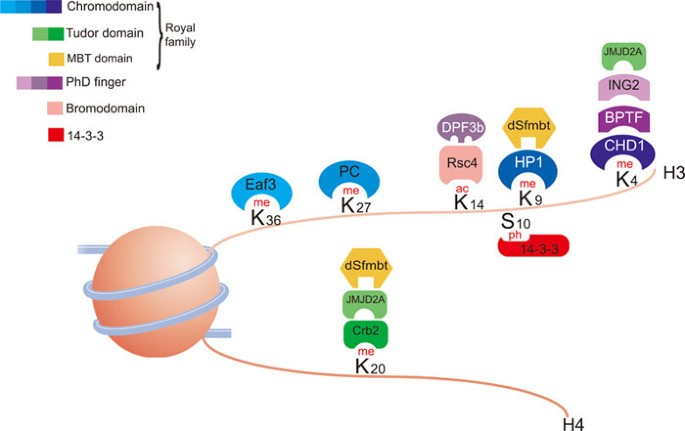 Chromodomain
Tudor domain
MBT domain
Royal
family
PhD finger
Bromodomain
14-3-3
JMJD2A
ING2
BPTF
CHD1
me
K4
H3
DPF3b
Rsc4
ac
K14
dSfmbt
HP1
me
K9
S10
ph
14-3-3
PC
me
K27
Eaf3
me
K36
dSfmbt
JMJD2A
Crb2
me
K20
H4